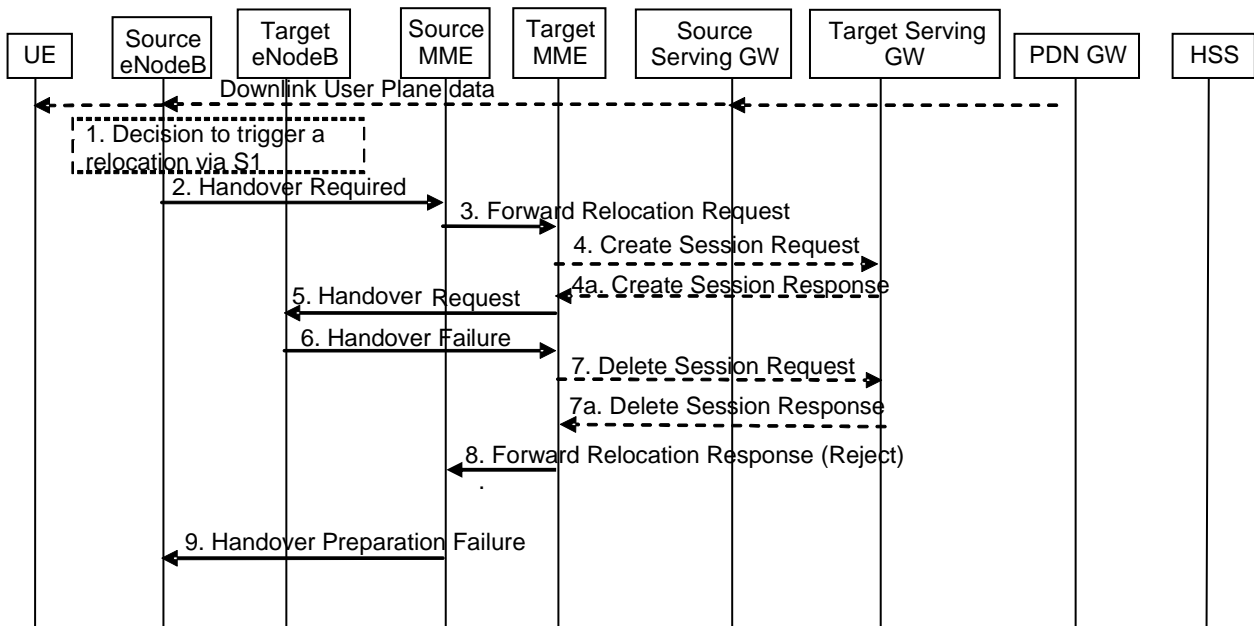 UE
Source
eNodeB
Target
eNodeB
Source
MME
Target
MME
Source
Serving GW
Target Serving
GW
PDN GW
HSS
Downlink User Plane data
1. Decision to trigger a
relocation via S1
2. Handover Required
3. Forward Relocation Request
4. Create Session Request
4a. Create Session Response
5. Handover Request
6. Handover Failure
7. Delete Session Request
7a. Delete Session Response
8. Forward Relocation Response (Reject)
.
9. Handover Preparation Failure